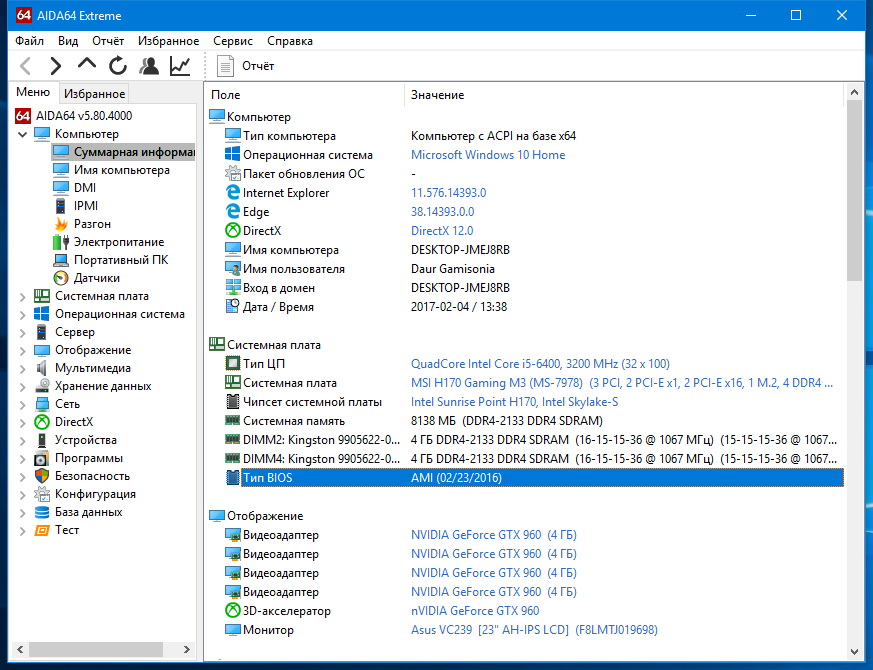 64 AIDA64 Extreme
Файл Вид Отчёт Избранное Сервис Справка
Отчёт
Меню Избранное
64 AIDA64 v5.80.4000
Компьютер
Суммарная информа
Имя компьютера
DMI
IPMI
Разгон
Электропитание
Портативный ПК
Датчики
Системная плата
Операционная система
Сервер
Отображение
Мультимедиа
Хранение данных
Сеть
DirectX
Устройства
Программы
Безопасность
Конфигурация
База данных
Тест
Поле Значение
Компьютер
Тип компьютера Компьютер с ACPI на базе x64
Операционная система Microsoft Windows 10 Home
Пакет обновления ОС -
Internet Explorer 11.576.14393.0
Edge 38.14393.0.0
DirectX DirectX 12.0
Имя компьютера DESKTOP-JMEJ8RB
Имя пользователя Daur Gamisonia
Вход в домен DESKTOP-JMEJ8RB
Дата / Время 2017-02-04 / 13:38
Системная плата
Тип ЦП QuadCore Intel Core i5-6400, 3200 MHz (32 x 100)
Системная плата MSI H170 Gaming M3 (MS-7978) (3 PCI, 2 PCI-E x1, 2 PCI-E x16, 1 M.2, 4 DDR4 ...
Чипсет системной платы Intel Sunrise Point H170, Intel Skylake-S
Системная память 8138 МБ (DDR4-2133 DDR4 SDRAM)
DIMM2: Kingston 9905622-0... 4 ГБ DDR4-2133 DDR4 SDRAM (16-15-15-36 @ 1067 МГц) (15-15-15-36 @ 1067...
DIMM4: Kingston 9905622-0... 4 ГБ DDR4-2133 DDR4 SDRAM (16-15-15-36 @ 1067 МГц) (15-15-15-36 @ 1067...
Тип BIOS AMI (02/23/2016)
Отображение
Видеоадаптер NVIDIA GeForce GTX 960 (4 ГБ)
Видеоадаптер NVIDIA GeForce GTX 960 (4 ГБ)
Видеоадаптер NVIDIA GeForce GTX 960 (4 ГБ)
Видеоадаптер NVIDIA GeForce GTX 960 (4 ГБ)
3D-акселератор nVIDIA GeForce GTX 960
Монитор Asus VC239 [23" AH-IPS LCD] (F8LMTJ019698)